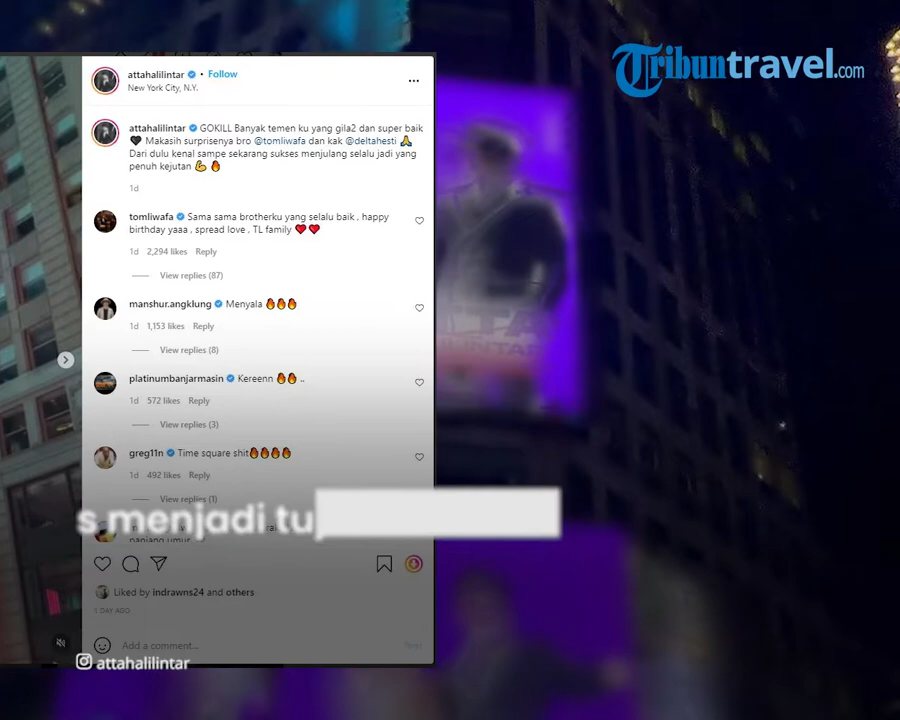 Tribuntravel.com
attahalilintar • Follow
New York City, N.Y.
attahalilintar GOKILL Banyak temen ku yang gila2 dan super baik
🖤 Makasih surprisenya bro @tomliwafa dan kak @deltahesti 🙏
Dari dulu kenal sampe sekarang sukses menjulang selalu jadi yang
penuh kejutan 💪 🔥
1d
tomliwafa Sama sama brotherku yang selalu baik . happy
birthday yaaa , spread love , TL family ❤️ ❤️
1d 2,294 likes Reply
View replies (87)
manshur.angklung Menyala 🔥🔥🔥
1d 1,153 likes Reply
View replies (8)
platinumbanjarmasin Kereenn 🔥🔥 ..
1d 572 likes Reply
View replies (3)
greg11n Time square shit🔥🔥🔥🔥
1d 492 likes Reply
View replies (1)
s menjadi tu
panjang umur
Liked by indrawns24 and others
1 DAY AGO
Add a comment...
Post
attahalilintar